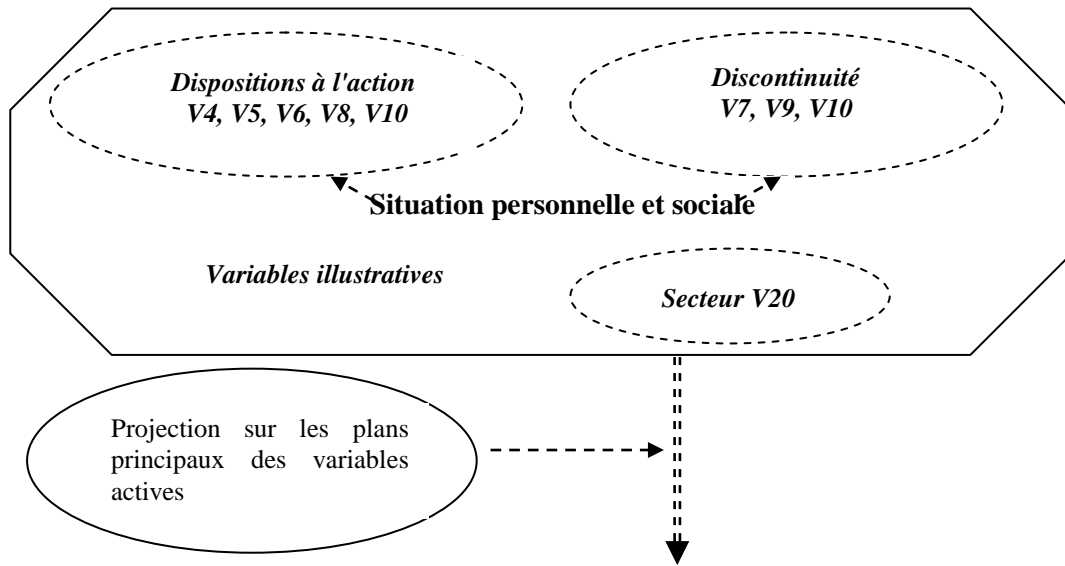 Dispositions à l'action
V4, V5, V6, V8, V10
Discontinuité
V7, V9, V10
Situation personnelle et sociale
Variables illustratives
Secteur V20
Projection sur les plans
principaux des variables
actives